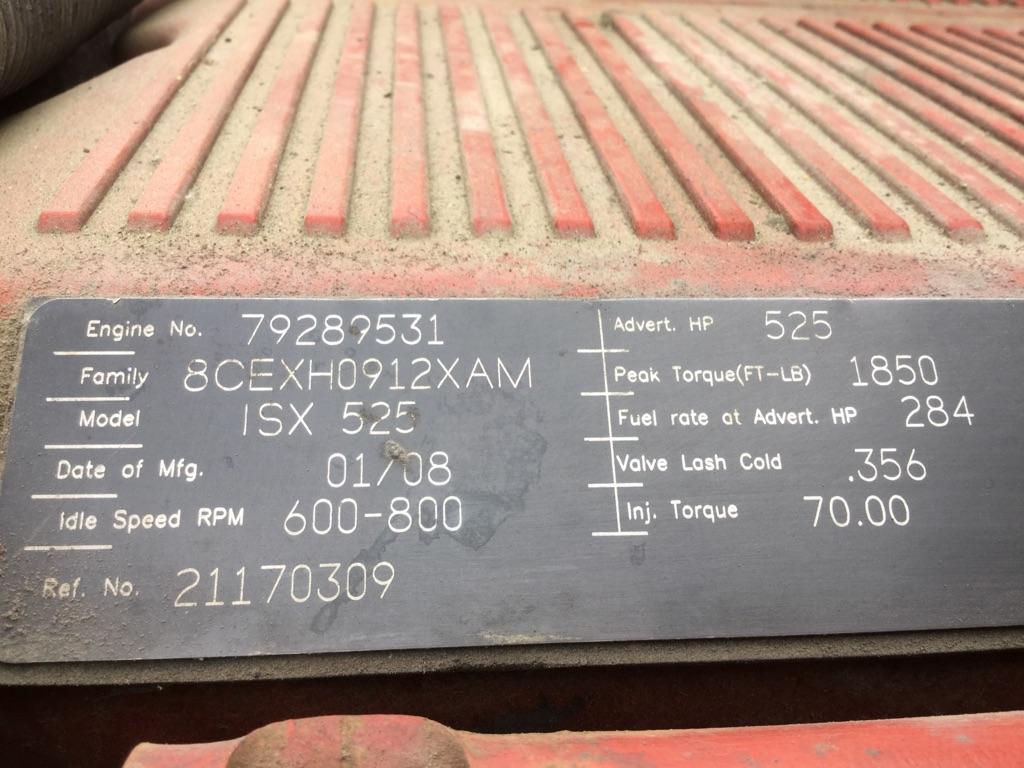 Engine No. 79289531
Family 8CEXH0912XAM
Model ISX 525
Date of Mfg. 01/08
Idle Speed RPM 600-800
Ref. No. 21170309
Advert. HP 525
Peak Torque(FT-LB) 1850
Fuel rate at Advert. HP 284
Valve Lash Cold .356
Inj. Torque 70.00